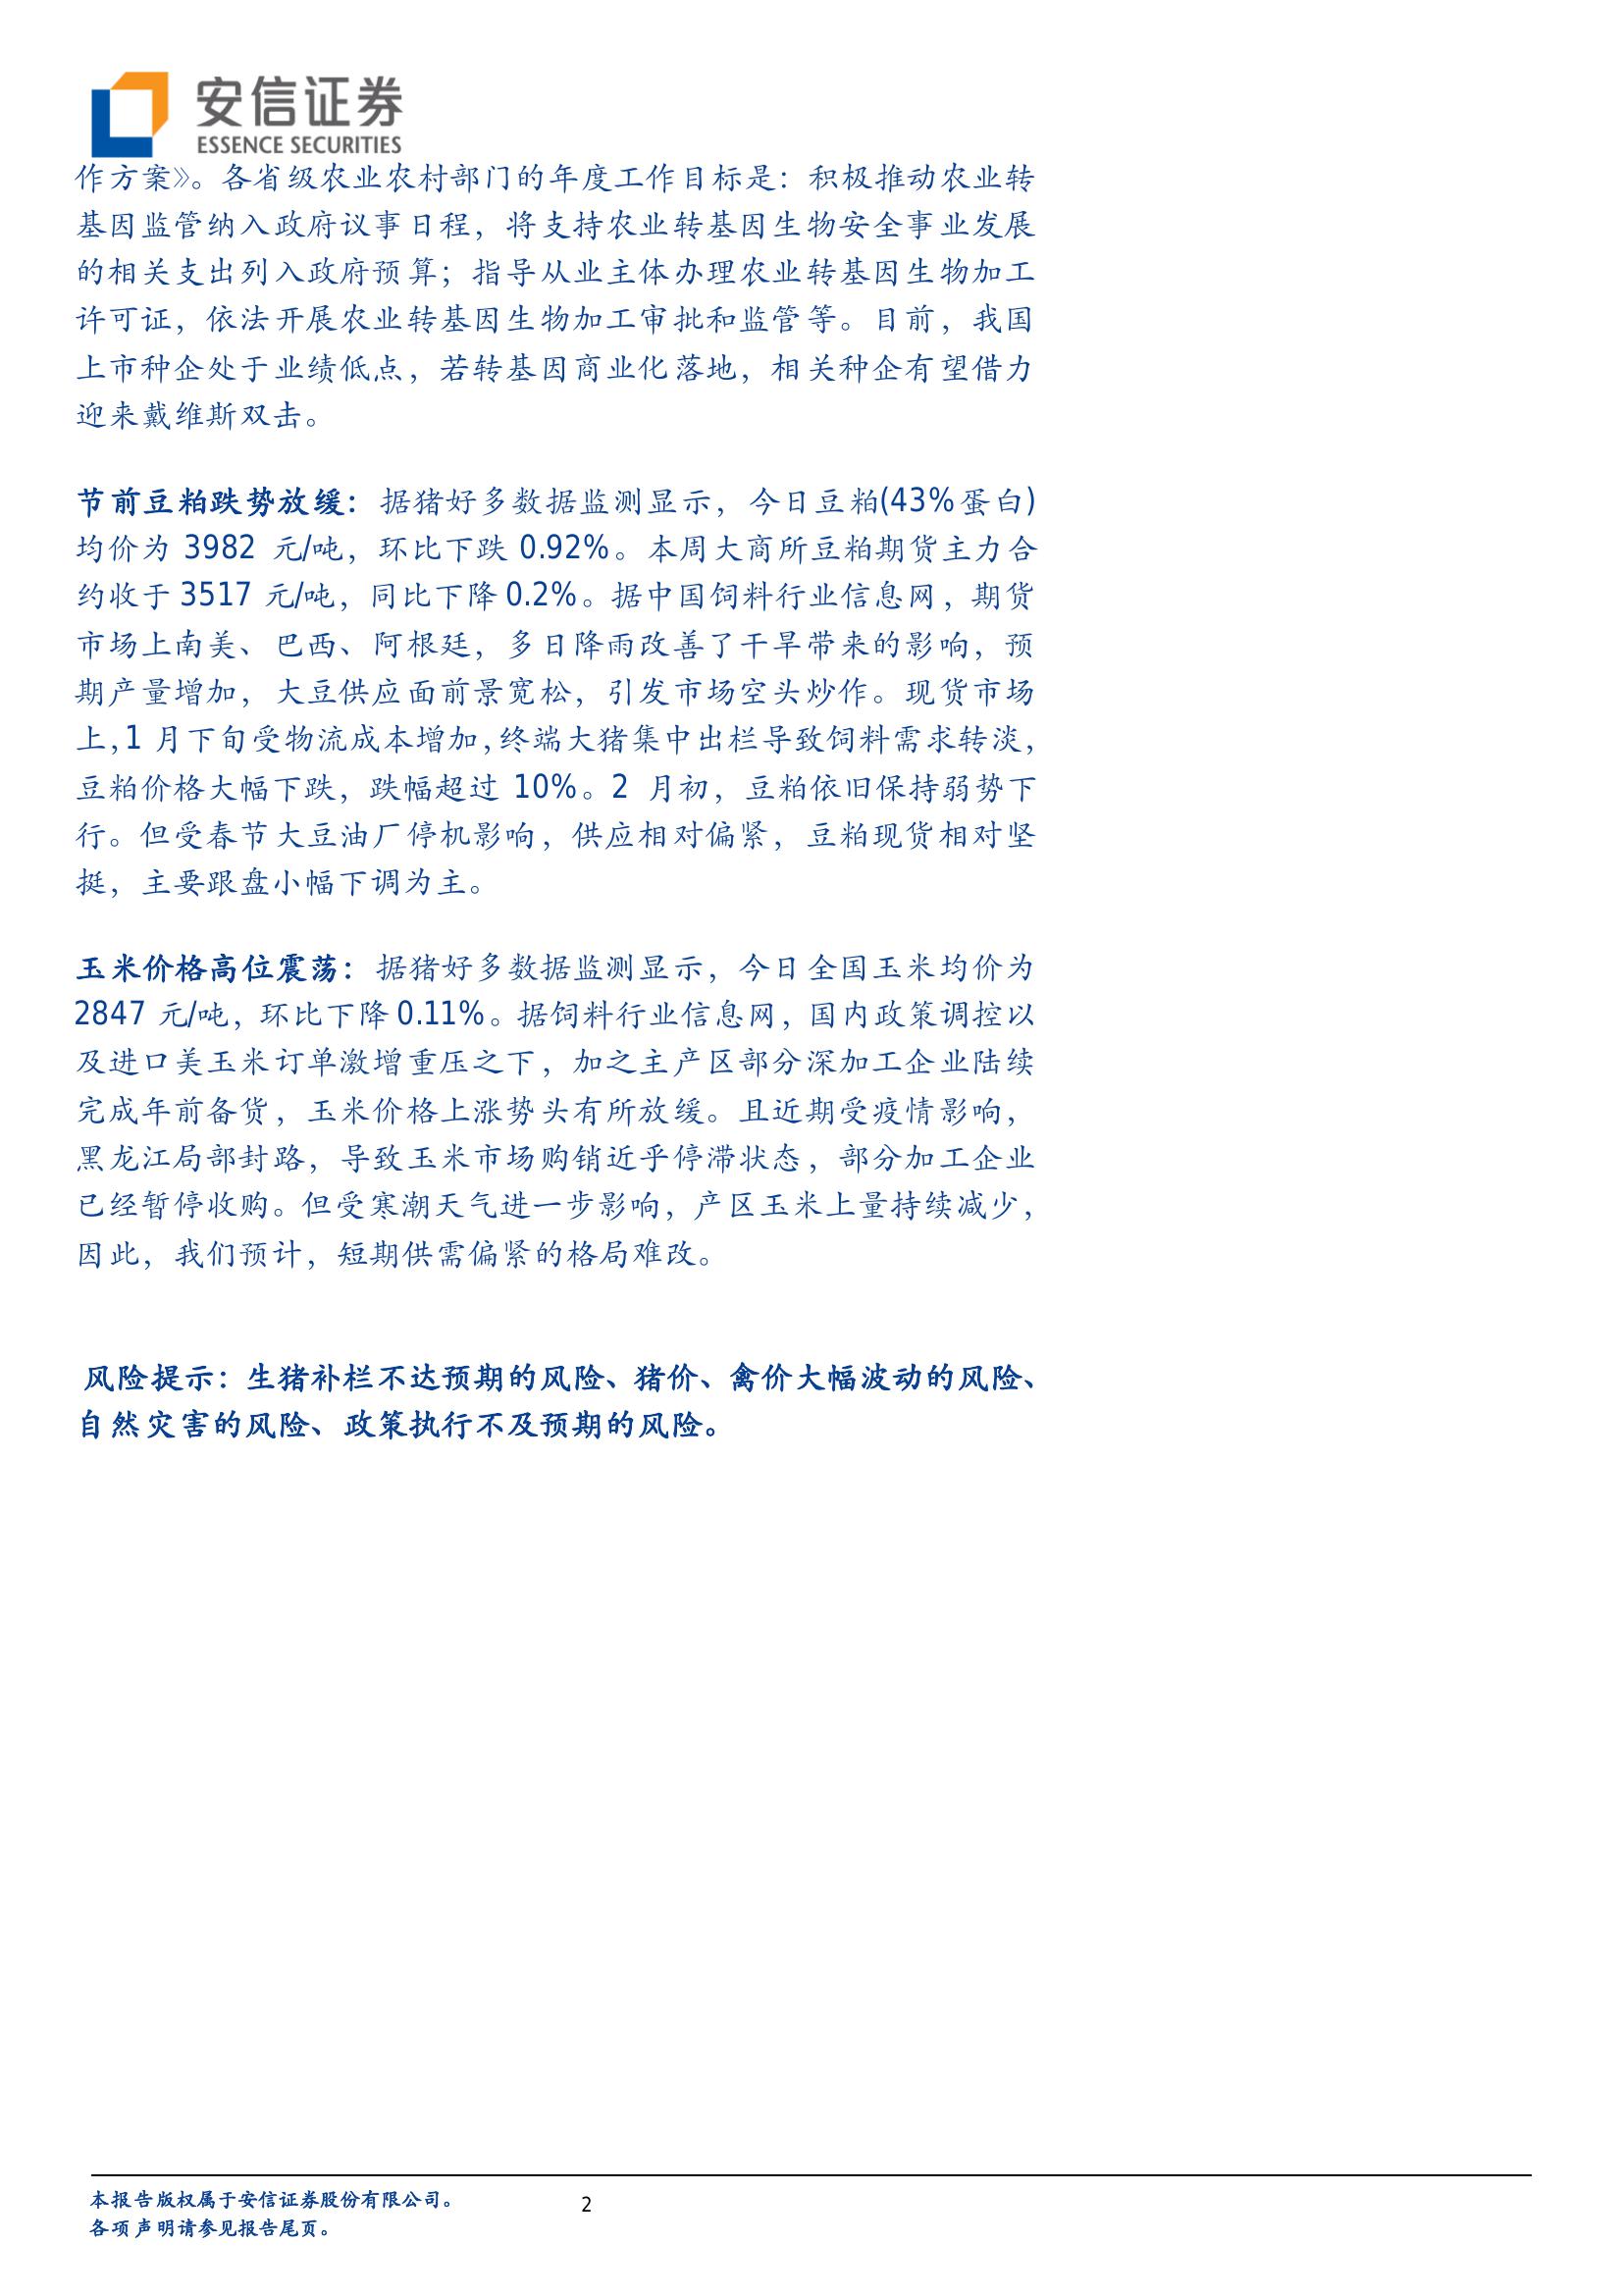 安信证券
ESSENCE SECURITIES
作方案》。各省级农业农村部门的年度工作目标是：积极推动农业转
基因监管纳入政府议事日程，将支持农业转基因生物安全事业发展
的相关支出列入政府预算；指导从业主体办理农业转基因生物加工
许可证，依法开展农业转基因生物加工审批和监管等。目前，我国
上市种企处于业绩低点，若转基因商业化落地，相关种企有望借力
迎来戴维斯双击。
节前豆粕跌势放缓：据猪好多数据监测显示，今日豆粕(43%蛋白)
均价为 3982 元/吨，环比下跌 0.92%。本周大商所豆粕期货主力合
约收于 3517 元/吨，同比下降 0.2%。据中国饲料行业信息网，期货
市场上南美、巴西、阿根廷，多日降雨改善了干旱带来的影响，预
期产量增加，大豆供应面前景宽松，引发市场空头炒作。现货市场
上，1 月下旬受物流成本增加，终端大猪集中出栏导致饲料需求转淡，
豆粕价格大幅下跌，跌幅超过 10%。2 月初，豆粕依旧保持弱势下
行。但受春节大豆油厂停机影响，供应相对偏紧，豆粕现货相对坚
挺，主要跟盘小幅下调为主。
玉米价格高位震荡：据猪好多数据监测显示，今日全国玉米均价为
2847 元/吨，环比下降 0.11%。据饲料行业信息网，国内政策调控以
及进口美玉米订单激增重压之下，加之主产区部分深加工企业陆续
完成年前备货，玉米价格上涨势头有所放缓。且近期受疫情影响，
黑龙江局部封路，导致玉米市场购销近乎停滞状态，部分加工企业
已经暂停收购。但受寒潮天气进一步影响，产区玉米上量持续减少，
因此，我们预计，短期供需偏紧的格局难改。
风险提示：生猪补栏不达预期的风险、猪价、禽价大幅波动的风险、
自然灾害的风险、政策执行不及预期的风险。
本报告版权属于安信证券股份有限公司。
2
各项声明请参见报告尾页。